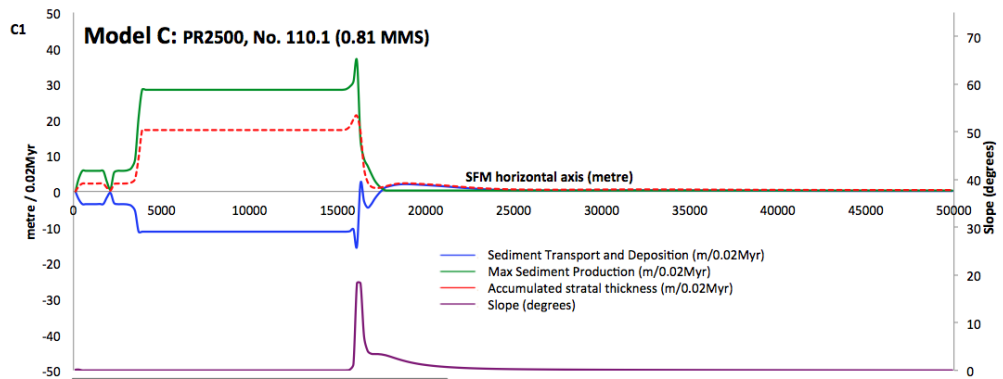 C1
Model C: PR2500, No. 110.1 (0.81 MMS)
50
40
30
20
10
0
-10
-20
-30
-40
-50
metre / 0.02Myr
70
60
50
40
30
20
10
0
Slope (degrees)
SFM horizontal axis (metre)
0 5000 10000 15000 20000 25000 30000 35000 40000 45000 50000
Sediment Transport and Deposition (m/0.02Myr)
Max Sediment Production (m/0.02Myr)
Accumulated stratal thickness (m/0.02Myr)
Slope (degrees)